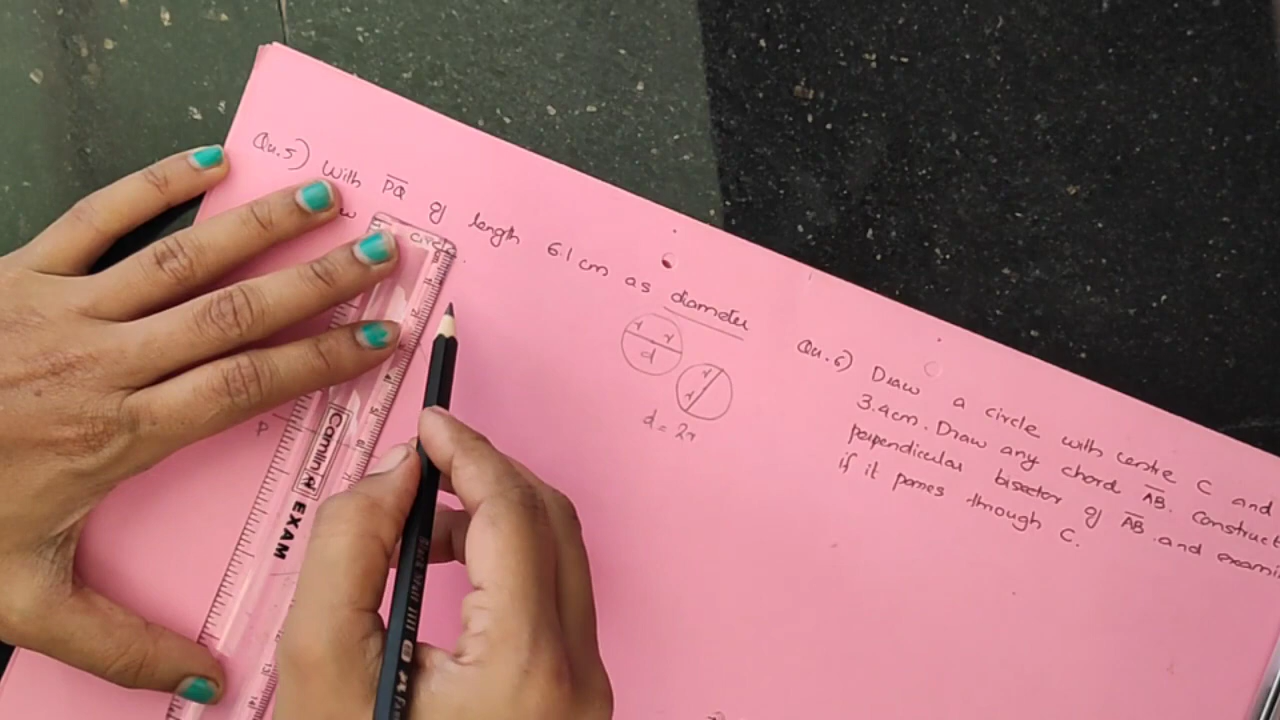 Qu.5) With PQ of length 6.1 cm as diameter
circle
r r
d
r
r
d = 2r
P
Camlin EXAM
Qu.6) Draw a circle with centre C and
3.4cm. Draw any chord AB. Construct
perpendicular bisector of AB and
if it passes through C.